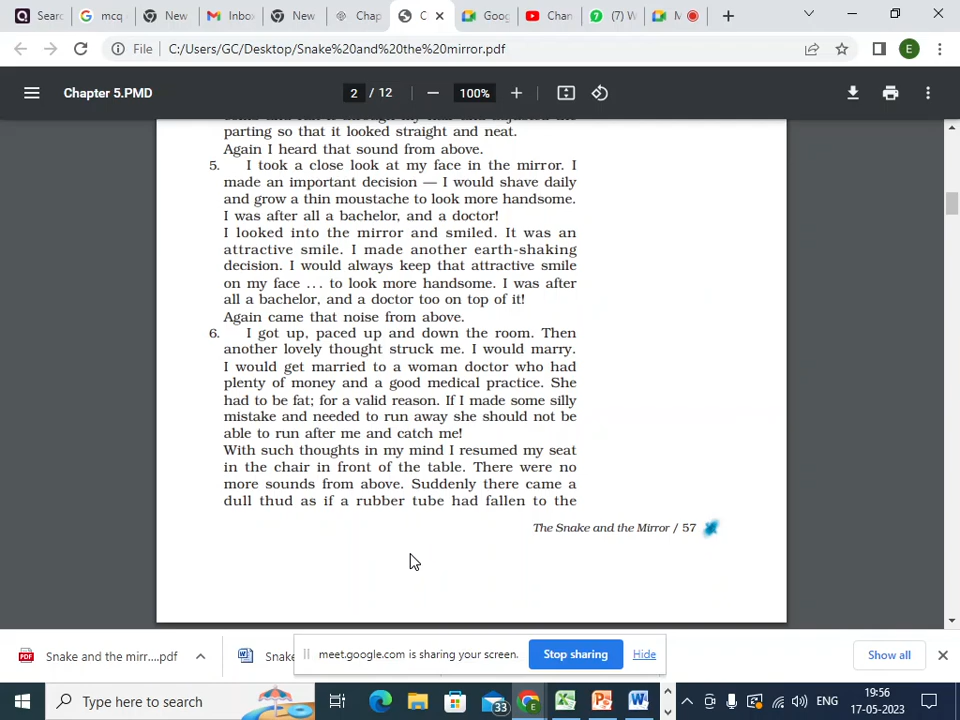 Searc
mcq
New
Inbo
New
Chap
C
Goog
Chan
(7) W
M
File
C:/Users/GC/Desktop/Snake%20and%20the%20mirror.pdf
E
Chapter 5.PMD
2 / 12
100%
parting so that it looked straight and neat.
Again I heard that sound from above.
5. I took a close look at my face in the mirror. I
made an important decision — I would shave daily
and grow a thin moustache to look more handsome.
I was after all a bachelor, and a doctor!
I looked into the mirror and smiled. It was an
attractive smile. I made another earth-shaking
decision. I would always keep that attractive smile
on my face ... to look more handsome. I was after
all a bachelor, and a doctor too on top of it!
Again came that noise from above.
6. I got up, paced up and down the room. Then
another lovely thought struck me. I would marry.
I would get married to a woman doctor who had
plenty of money and a good medical practice. She
had to be fat; for a valid reason. If I made some silly
mistake and needed to run away she should not be
able to run after me and catch me!
With such thoughts in my mind I resumed my seat
in the chair in front of the table. There were no
more sounds from above. Suddenly there came a
dull thud as if a rubber tube had fallen to the
The Snake and the Mirror / 57
Snake and the mirr....pdf
Snake
meet.google.com is sharing your screen.
Stop sharing
Hide
Show all
Type here to search
33
ENG
19:56
17-05-2023